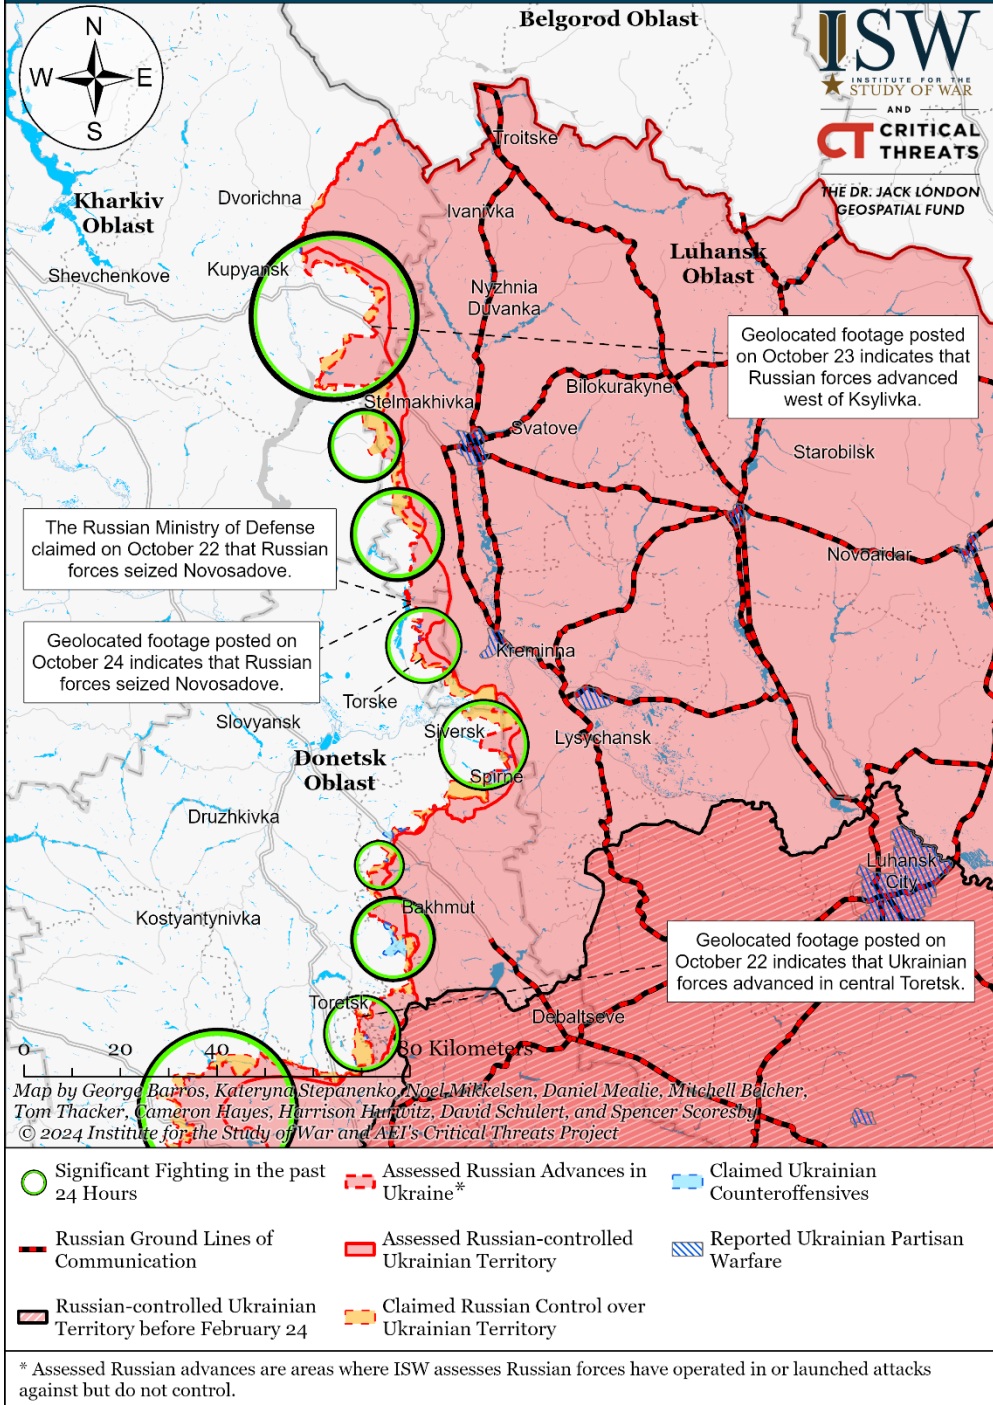 Belgorod Oblast
ISW
INSTITUTE FOR THE
STUDY OF WAR
AND
CT CRITICAL
THREATS
THE DR. JACK LONDON
GEOSPATIAL FUND
N
W
E
S
Troitske
Dvorichna
Kharkiv
Oblast
Ivanivka
Luhansk
Oblast
Shevchenkove
Kupyansk
Nyzhnia
Duvanka
Geolocated footage posted
on October 23 indicates that
Russian forces advanced
west of Ksylivka.
Bilokurakyne
Stelmakhivka
Svatove
Starobilsk
The Russian Ministry of Defense
claimed on October 22 that Russian
forces seized Novosadove.
Novoaidar
Geolocated footage posted on
October 24 indicates that Russian
forces seized Novosadove.
Kreminna
Torske
Slovyansk
Siversk
Lysychansk
Donetsk
Oblast
Spirne
Druzhkivka
Luhansk
City
Bakhmut
Kostyantynivka
Geolocated footage posted on
October 22 indicates that Ukrainian
forces advanced in central Toretsk.
Toretsk
Debaltseve
0 20 40 80 Kilometers
Map by George Barros, Kateryna Stepanenko, Noel Mikkelsen, Daniel Mealie, Mitchell Belcher,
Tom Thacker, Cameron Hayes, Harrison Hurwitz, David Schulert, and Spencer Scoresby
© 2024 Institute for the Study of War and AEI's Critical Threats Project
Significant Fighting in the past
24 Hours
Russian Ground Lines of
Communication
Russian-controlled Ukrainian
Territory before February 24
Assessed Russian Advances in
Ukraine*
Assessed Russian-controlled
Ukrainian Territory
Claimed Russian Control over
Ukrainian Territory
Claimed Ukrainian
Counteroffensives
Reported Ukrainian Partisan
Warfare
* Assessed Russian advances are areas where ISW assesses Russian forces have operated in or launched attacks
against but do not control.